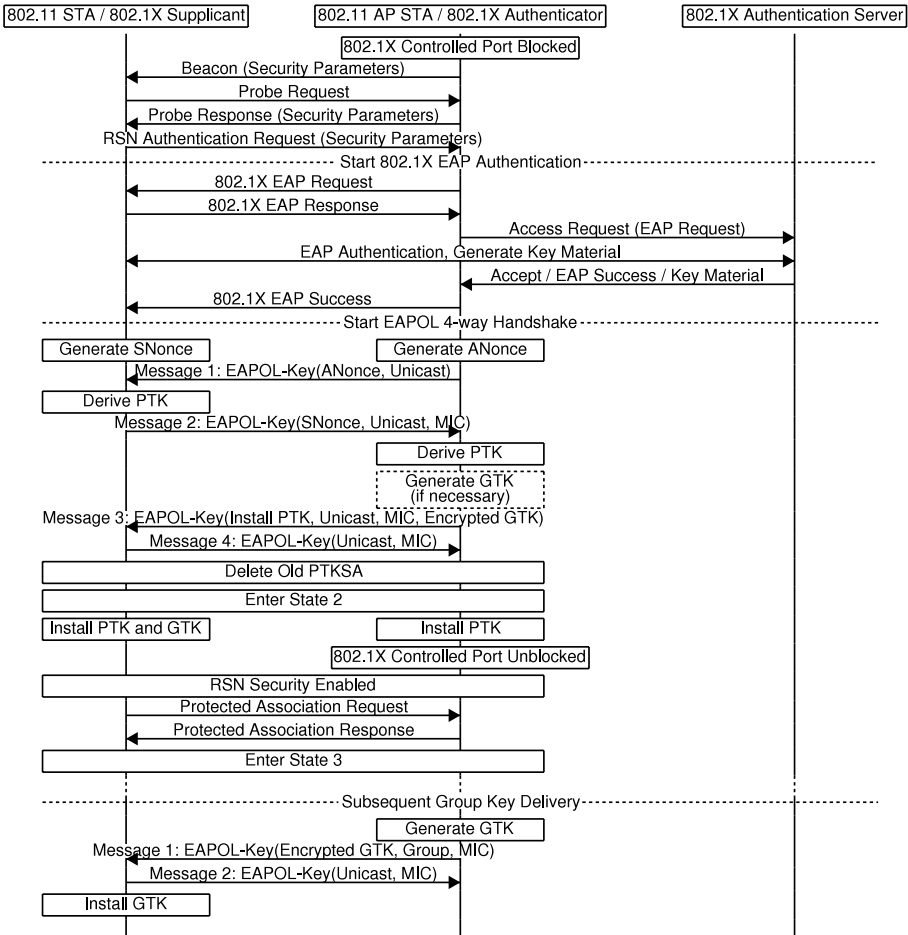 802.11 STA / 802.1X Supplicant
802.11 AP STA / 802.1X Authenticator
802.1X Authentication Server
802.1X Controlled Port Blocked
Beacon (Security Parameters)
Probe Request
Probe Response (Security Parameters)
RSN Authentication Request (Security Parameters)
Start 802.1X EAP Authentication
802.1X EAP Request
802.1X EAP Response
Access Request (EAP Request)
EAP Authentication, Generate Key Material
Accept / EAP Success / Key Material
802.1X EAP Success
Start EAPOL 4-way Handshake
Generate SNonce
Generate ANonce
Message 1: EAPOL-Key(ANonce, Unicast)
Derive PTK
Message 2: EAPOL-Key(SNonce, Unicast, MIC)
Derive PTK
Generate GTK
(if necessary)
Message 3: EAPOL-Key(Install PTK, Unicast, MIC, Encrypted GTK)
Message 4: EAPOL-Key(Unicast, MIC)
Delete Old PTKSA
Enter State 2
Install PTK and GTK
Install PTK
802.1X Controlled Port Unblocked
RSN Security Enabled
Protected Association Request
Protected Association Response
Enter State 3
Subsequent Group Key Delivery
Generate GTK
Message 1: EAPOL-Key(Encrypted GTK, Group, MIC)
Message 2: EAPOL-Key(Unicast, MIC)
Install GTK